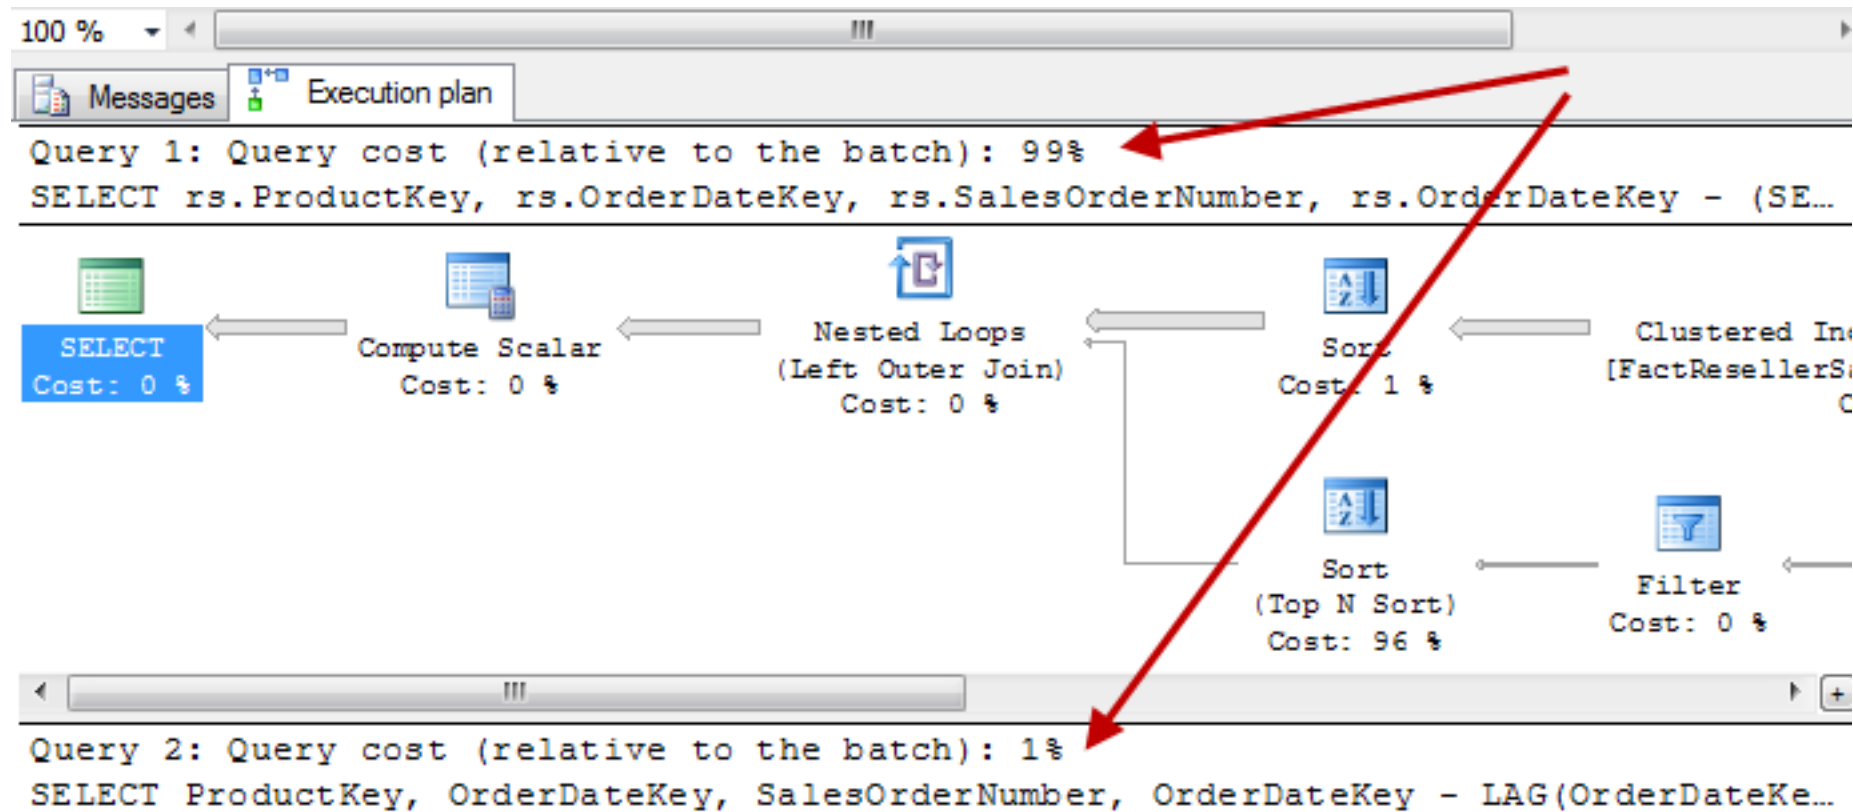 100 %
Messages
Execution plan
Query 1: Query cost (relative to the batch): 99%
SELECT rs.ProductKey, rs.OrderDateKey, rs.SalesOrderNumber, rs.OrderDateKey - (SE…
SELECT
Cost: 0 %
Compute Scalar
Cost: 0 %
Nested Loops
(Left Outer Join)
Cost: 0 %
Sort
Cost: 1 %
Clustered Ind
[FactResellerSa
C
Sort
(Top N Sort)
Cost: 96 %
Filter
Cost: 0 %
Query 2: Query cost (relative to the batch): 1%
SELECT ProductKey, OrderDateKey, SalesOrderNumber, OrderDateKey - LAG(OrderDateKe…